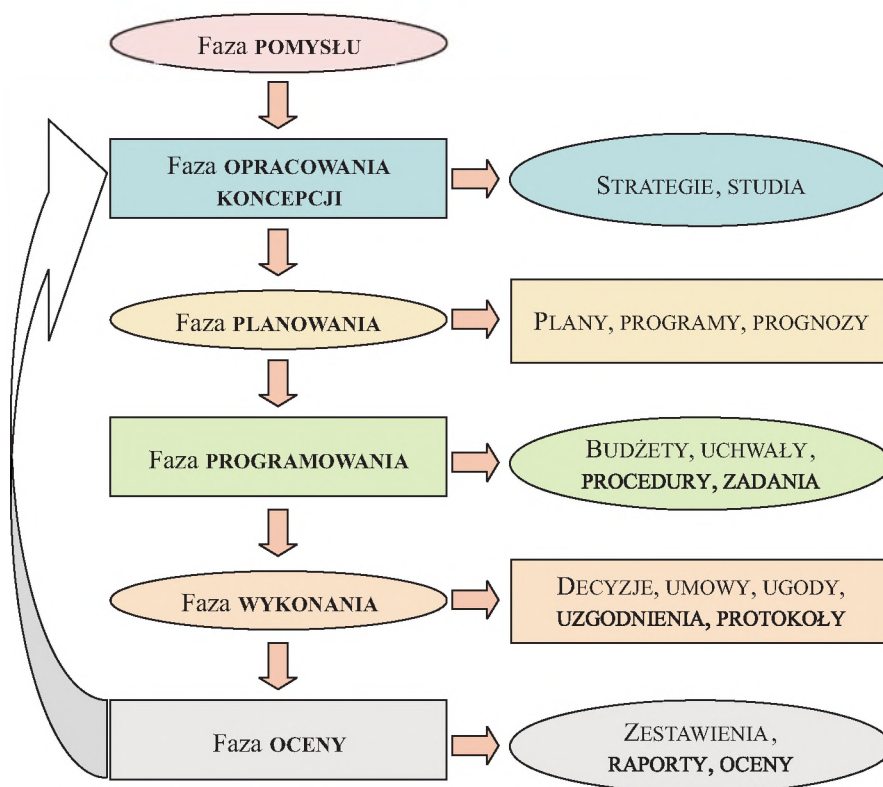 Faza POMYSŁU
Faza OPRACOWANIA
KONCEPCJI
STRATEGIE, STUDIA
Faza PLANOWANIA
PLANY, PROGRAMY, PROGNOZY
Faza PROGRAMOWANIA
BUDŻETY, UCHWAŁY,
PROCEDURY, ZADANIA
Faza WYKONANIA
DECYZJE, UMOWY, UGODY,
UZGODNIENIA, PROTOKOŁY
Faza OCENY
ZESTAWIENIA,
RAPORTY, OCENY